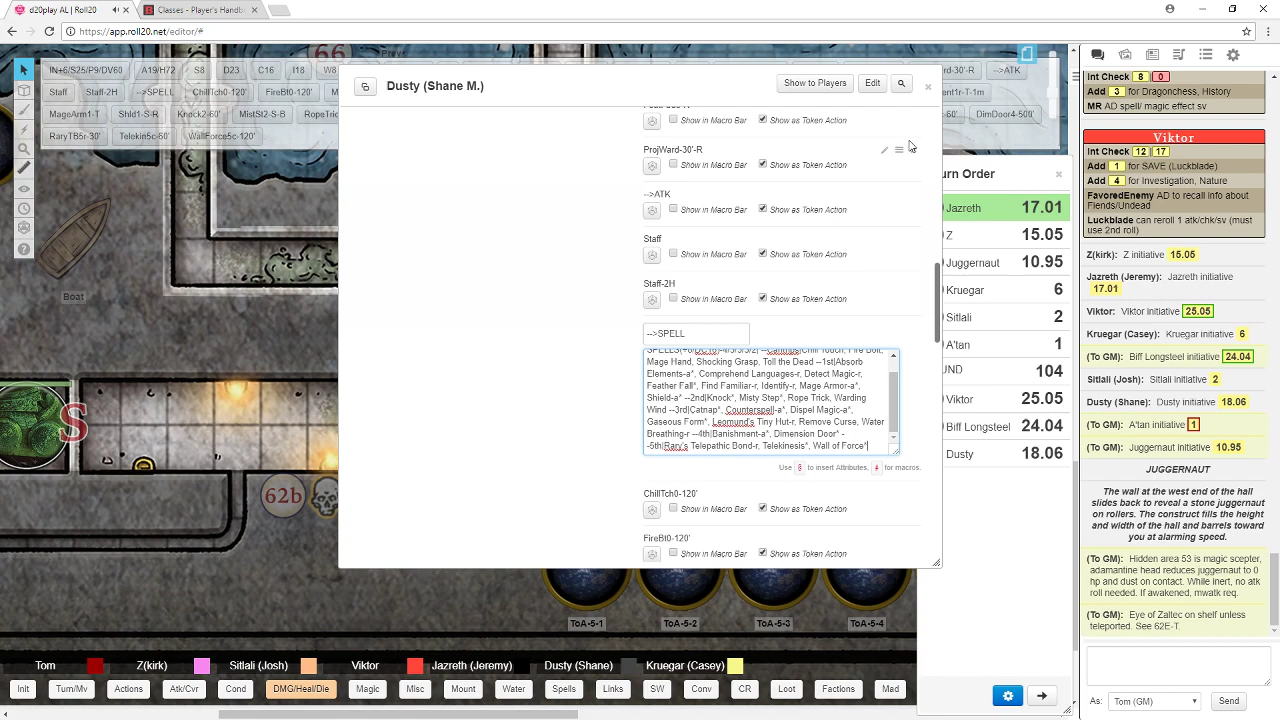 d20play AL | Roll20
Classes - Player's Handb
https://app.roll20.net/editor/#
66
IN+6/S25/P9/DV60
A19/H72
S8
D23
C16
I18
W8
-30'-R
-->ATK
Staff
Staff-2H
-->SPELL
ChillTch0-120'
FireBt0-120'
MageArm1-T
Shld1-S-R
Knock2-60'
MistSt2-S-B
RopeTric
DimDoor4-500'
RaryTB5r-30'
Telekin5c-60'
WallForce5c-120'
Dusty (Shane M.)
Show to Players
Edit
Show in Macro Bar
Show as Token Action
ProjWard-30'-R
Show in Macro Bar
Show as Token Action
-->ATK
Show in Macro Bar
Show as Token Action
Staff
Show in Macro Bar
Show as Token Action
Staff-2H
Show in Macro Bar
Show as Token Action
-->SPELL
Mage Hand, Shocking Grasp, Toll the Dead --1st|Absorb
Elements-a*, Comprehend Languages-r, Detect Magic-r,
Feather Fall*, Find Familiar-r, Identify-r, Mage Armor-a*,
Shield-a* --2nd|Knock*, Misty Step*, Rope Trick, Warding
Wind --3rd|Catnap*, Counterspell-a*, Dispel Magic-a*,
Gaseous Form*, Leomund's Tiny Hut-r, Remove Curse, Water
Breathing-r --4th|Banishment-a*, Dimension Door* -
-5th|Rary's Telepathic Bond-r, Telekinesis*, Wall of Force*
Use @ to insert Attributes, # for macros.
ChillTch0-120'
Show in Macro Bar
Show as Token Action
FireBt0-120'
Show in Macro Bar
Show as Token Action
Boat
S
62b
ToA-5-1
ToA-5-2
ToA-5-3
ToA-5-4
Tom
Z(kirk)
Sitlali (Josh)
Viktor
Jazreth (Jeremy)
Dusty (Shane)
Kruegar (Casey)
Init
Turn/Mv
Actions
Atk/Cvr
Cond
DMG/Heal/Die
Magic
Misc
Mount
Water
Spells
Links
SW
Conv
CR
Loot
Factions
Mad
urn Order
Jazreth 17.01
Z 15.05
Juggernaut 10.95
Kruegar 6
Sitlali 2
A'tan 1
UND 104
Viktor 25.05
Biff Longsteel 24.04
Dusty 18.06
Int Check 8 0
Add 3 for Dragonchess, History
MR AD spell/ magic effect sv
Viktor
Int Check 12 17
Add 1 for SAVE (Luckblade)
Add 4 for Investigation, Nature
FavoredEnemy AD to recall info about
Fiends/Undead
Luckblade can reroll 1 atk/chk/sv (must
use 2nd roll)
Z(kirk): Z initiative 15.05
Jazreth (Jeremy): Jazreth initiative
17.01
Viktor: Viktor Initiative 25.05
Kruegar (Casey): Kruegar initiative 6
(To GM): Biff Longsteel initiative 24.04
Sitlali (Josh): Sitlali initiative 2
Dusty (Shane): Dusty initiative 18.06
(To GM): A'tan initiative 1
(To GM): Juggernaut initiative 10.95
JUGGERNAUT
The wall at the west end of the hall
slides back to reveal a stone juggernaut
on rollers. The construct fills the height
and width of the hall and barrels toward
you at alarming speed.
(To GM): Hidden area 53 is magic scepter,
adamantine head reduces juggernaut to 0
hp and dust on contact. While inert, no atk
roll needed. If awakened, mwatk req.
(To GM): Eye of Zaltec on shelf unless
teleported. See 62E-T.
As:
Tom (GM)
Send